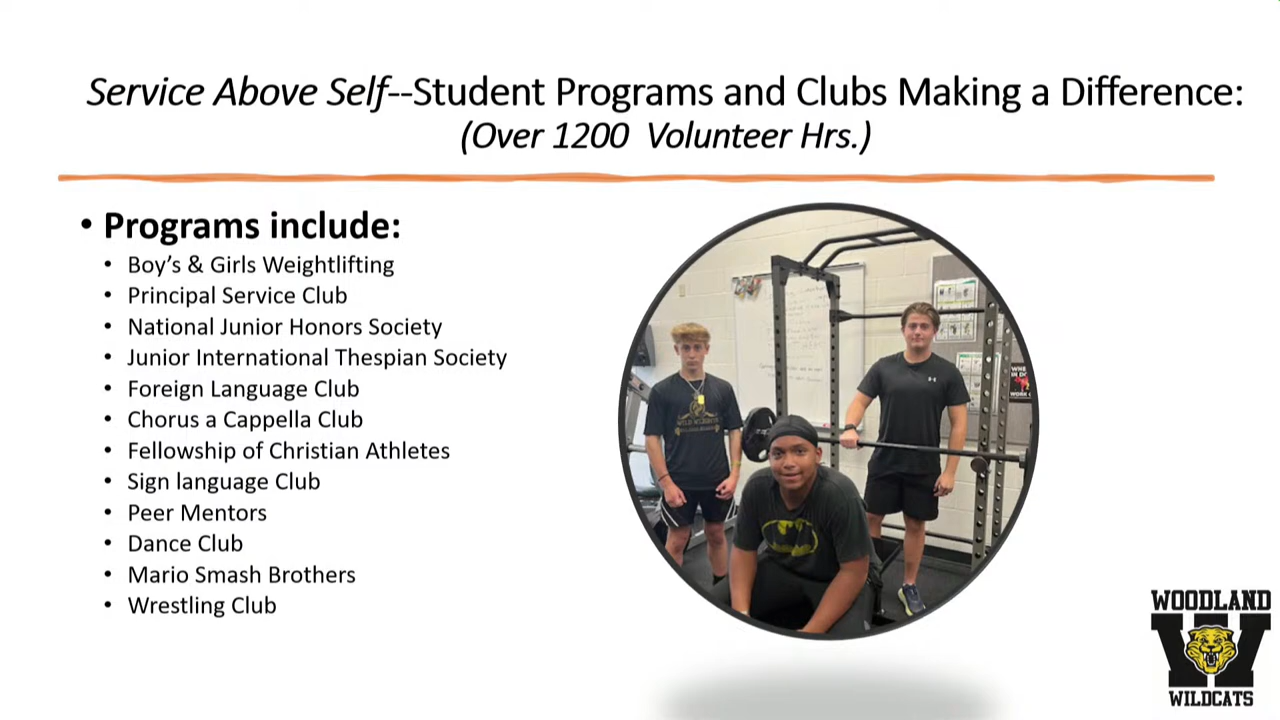 Service Above Self--Student Programs and Clubs Making a Difference:
(Over 1200 Volunteer Hrs.)
• Programs include:
• Boy’s & Girls Weightlifting
• Principal Service Club
• National Junior Honors Society
• Junior International Thespian Society
• Foreign Language Club
• Chorus a Cappella Club
• Fellowship of Christian Athletes
• Sign language Club
• Peer Mentors
• Dance Club
• Mario Smash Brothers
• Wrestling Club
WOODLAND
W
WILDCATS